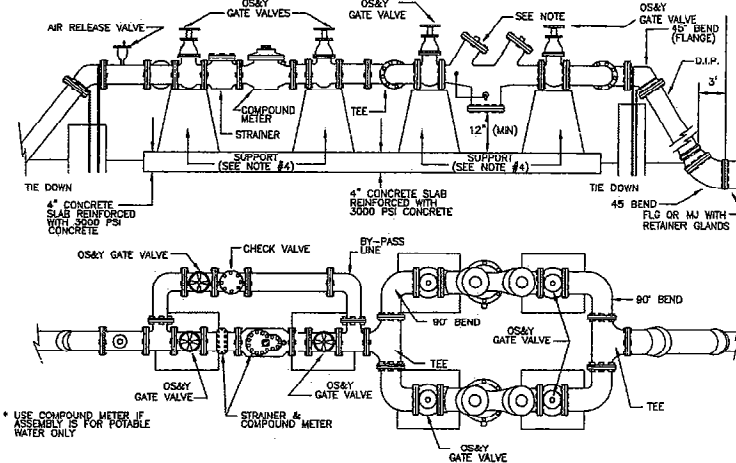 OS&Y
GATE VALVES
OS&Y
GATE VALVE
SEE NOTE
OS&Y
GATE VALVE
45° BEND
(FLANGE)
AIR RELEASE VALVE
D.I.P.
3'
COMPOUND
METER
TEE
STRAINER
12" (MIN)
SUPPORT
(SEE NOTE #4)
SUPPORT
(SEE NOTE #4)
TIE DOWN
TIE DOWN
4" CONCRETE
SLAB REINFORCED
WITH 3000 PSI
CONCRETE
4" CONCRETE SLAB
REINFORCED WITH
3000 PSI CONCRETE
45 BEND
FLG OR MJ WITH
RETAINER GLANDS
OS&Y GATE VALVE
CHECK VALVE
BY-PASS
LINE
90° BEND
90° BEND
OS&Y
GATE VALVE
TEE
OS&Y
GATE VALVE
OS&Y
GATE VALVE
STRAINER &
COMPOUND METER
TEE
OS&Y
GATE VALVE
* USE COMPOUND METER IF
ASSEMBLY IS FOR POTABLE
WATER ONLY